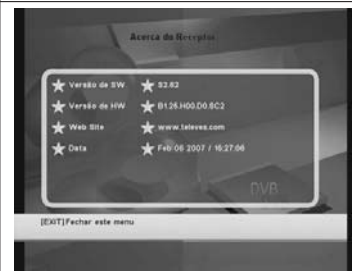 Acerca do Receptor
Versão de SW S2.62
Versão de HW B1.26.H00.D0.6C2
Web Site www.televes.com
Data Feb 06 2007 / 16:27:06
DVB
[EXIT] Fechar este menu